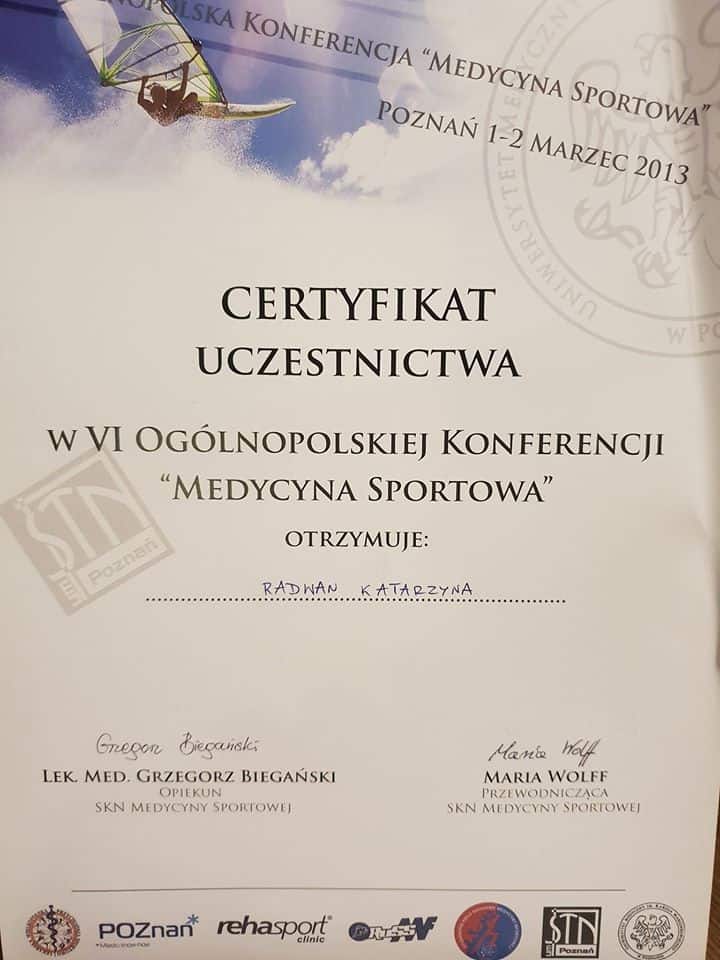 KONFERENCJA "MEDYCYNA SPORTOWA"
POZNAŃ 1-2 MARZEC 2013
UNIWERSYTET MEDYCZNY
CERTYFIKAT
UCZESTNICTWA
W VI OGÓLNOPOLSKIEJ KONFERENCJI
"MEDYCYNA SPORTOWA"
OTRZYMUJE:
RADWAN KATARZYNA
STN
Poznań
Grzegorz Biegański
Maria Wolff
LEK. MED. GRZEGORZ BIEGAŃSKI
OPIEKUN
SKN MEDYCYNY SPORTOWEJ
MARIA WOLFF
PRZEWODNICZĄCA
SKN MEDYCYNY SPORTOWEJ
POZnan*
rehasport
clinic
STN
Poznań